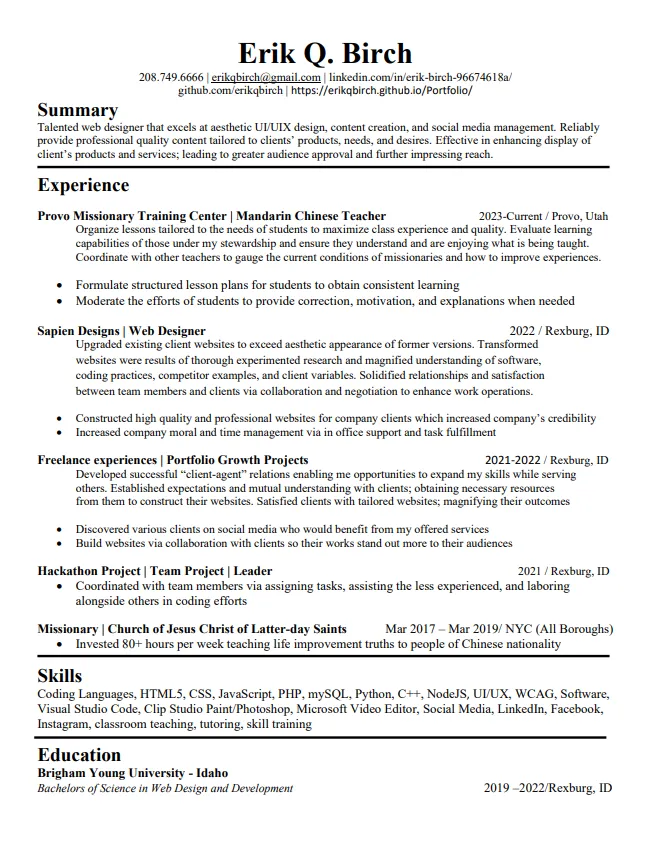 Erik Q. Birch
208.749.6666 | erikqbirch@gmail.com | linkedin.com/in/erik-birch-96674618a/
github.com/erikqbirch | https://erikqbirch.github.io/Portfolio/
Summary
Talented web designer that excels at aesthetic UI/UIX design, content creation, and social media management. Reliably
provide professional quality content tailored to clients' products, needs, and desires. Effective in enhancing display of
client's products and services; leading to greater audience approval and further impressing reach.
Experience
Provo Missionary Training Center | Mandarin Chinese Teacher 2023-Current / Provo, Utah
Organize lessons tailored to the needs of students to maximize class experience and quality. Evaluate learning
capabilities of those under my stewardship and ensure they understand and are enjoying what is being taught.
Coordinate with other teachers to gauge the current conditions of missionaries and how to improve experiences.
• Formulate structured lesson plans for students to obtain consistent learning
• Moderate the efforts of students to provide correction, motivation, and explanations when needed
Sapien Designs | Web Designer 2022 / Rexburg, ID
Upgraded existing client websites to exceed aesthetic appearance of former versions. Transformed
websites were results of thorough experimented research and magnified understanding of software,
coding practices, competitor examples, and client variables. Solidified relationships and satisfaction
between team members and clients via collaboration and negotiation to enhance work operations.
• Constructed high quality and professional websites for company clients which increased company's credibility
• Increased company moral and time management via in office support and task fulfillment
Freelance experiences | Portfolio Growth Projects 2021-2022 / Rexburg, ID
Developed successful “client-agent” relations enabling me opportunities to expand my skills while serving
others. Established expectations and mutual understanding with clients; obtaining necessary resources
from them to construct their websites. Satisfied clients with tailored websites; magnifying their outcomes
• Discovered various clients on social media who would benefit from my offered services
• Build websites via collaboration with clients so their works stand out more to their audiences
Hackathon Project | Team Project | Leader 2021 / Rexburg, ID
• Coordinated with team members via assigning tasks, assisting the less experienced, and laboring
alongside others in coding efforts
Missionary | Church of Jesus Christ of Latter-day Saints Mar 2017 – Mar 2019/ NYC (All Boroughs)
• Invested 80+ hours per week teaching life improvement truths to people of Chinese nationality
Skills
Coding Languages, HTML5, CSS, JavaScript, PHP, mySQL, Python, C++, NodeJS, UI/UX, WCAG, Software,
Visual Studio Code, Clip Studio Paint/Photoshop, Microsoft Video Editor, Social Media, LinkedIn, Facebook,
Instagram, classroom teaching, tutoring, skill training
Education
Brigham Young University - Idaho
Bachelors of Science in Web Design and Development 2019 –2022/Rexburg, ID